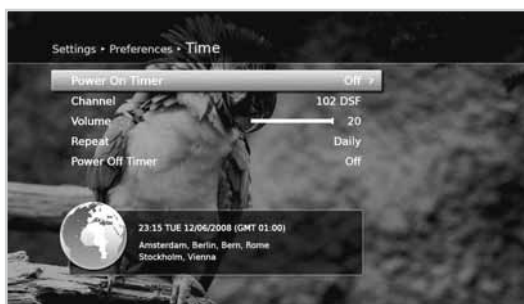 Settings • Preferences • Time
Power On Timer Off ›
Channel 102 DSF
Volume 20
Repeat Daily
Power Off Timer Off
23:15 TUE 12/06/2008 (GMT 01:00)
Amsterdam, Berlin, Bern, Rome
Stockholm, Vienna